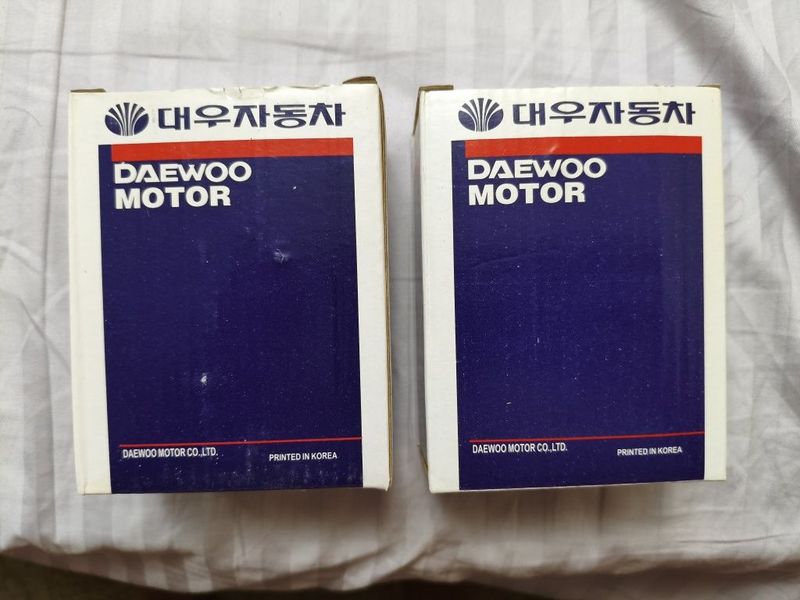 대우자동차
DAEWOO
MOTOR
DAEWOO MOTOR CO.,LTD.
PRINTED IN KOREA
대우자동차
DAEWOO
MOTOR
DAEWOO MOTOR CO.,LTD.
PRINTED IN KOREA